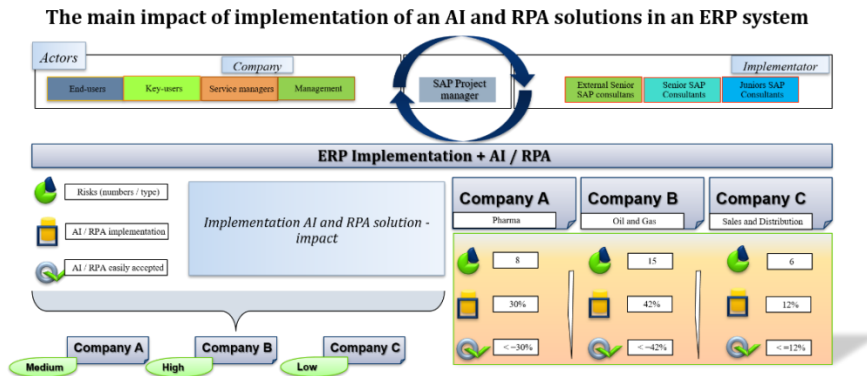 The main impact of implementation of an AI and RPA solutions in an ERP system
Actors
Company
Implementator
End-users
Key-users
Service managers
Management
SAP Project
manager
External Senior
SAP consultans
Senior SAP
Consultants
Juniors SAP
Consultants
ERP Implementation + AI / RPA
Risks (numbers / type)
AI / RPA implementation
AI / RPA easily accepted
Implementation AI and RPA solution -
impact
Company A
Pharma
Company B
Oil and Gas
Company C
Sales and Distribution
8
15
6
30%
42%
12%
< ~30%
< ~42%
< =12%
Company A
Medium
Company B
High
Company C
Low